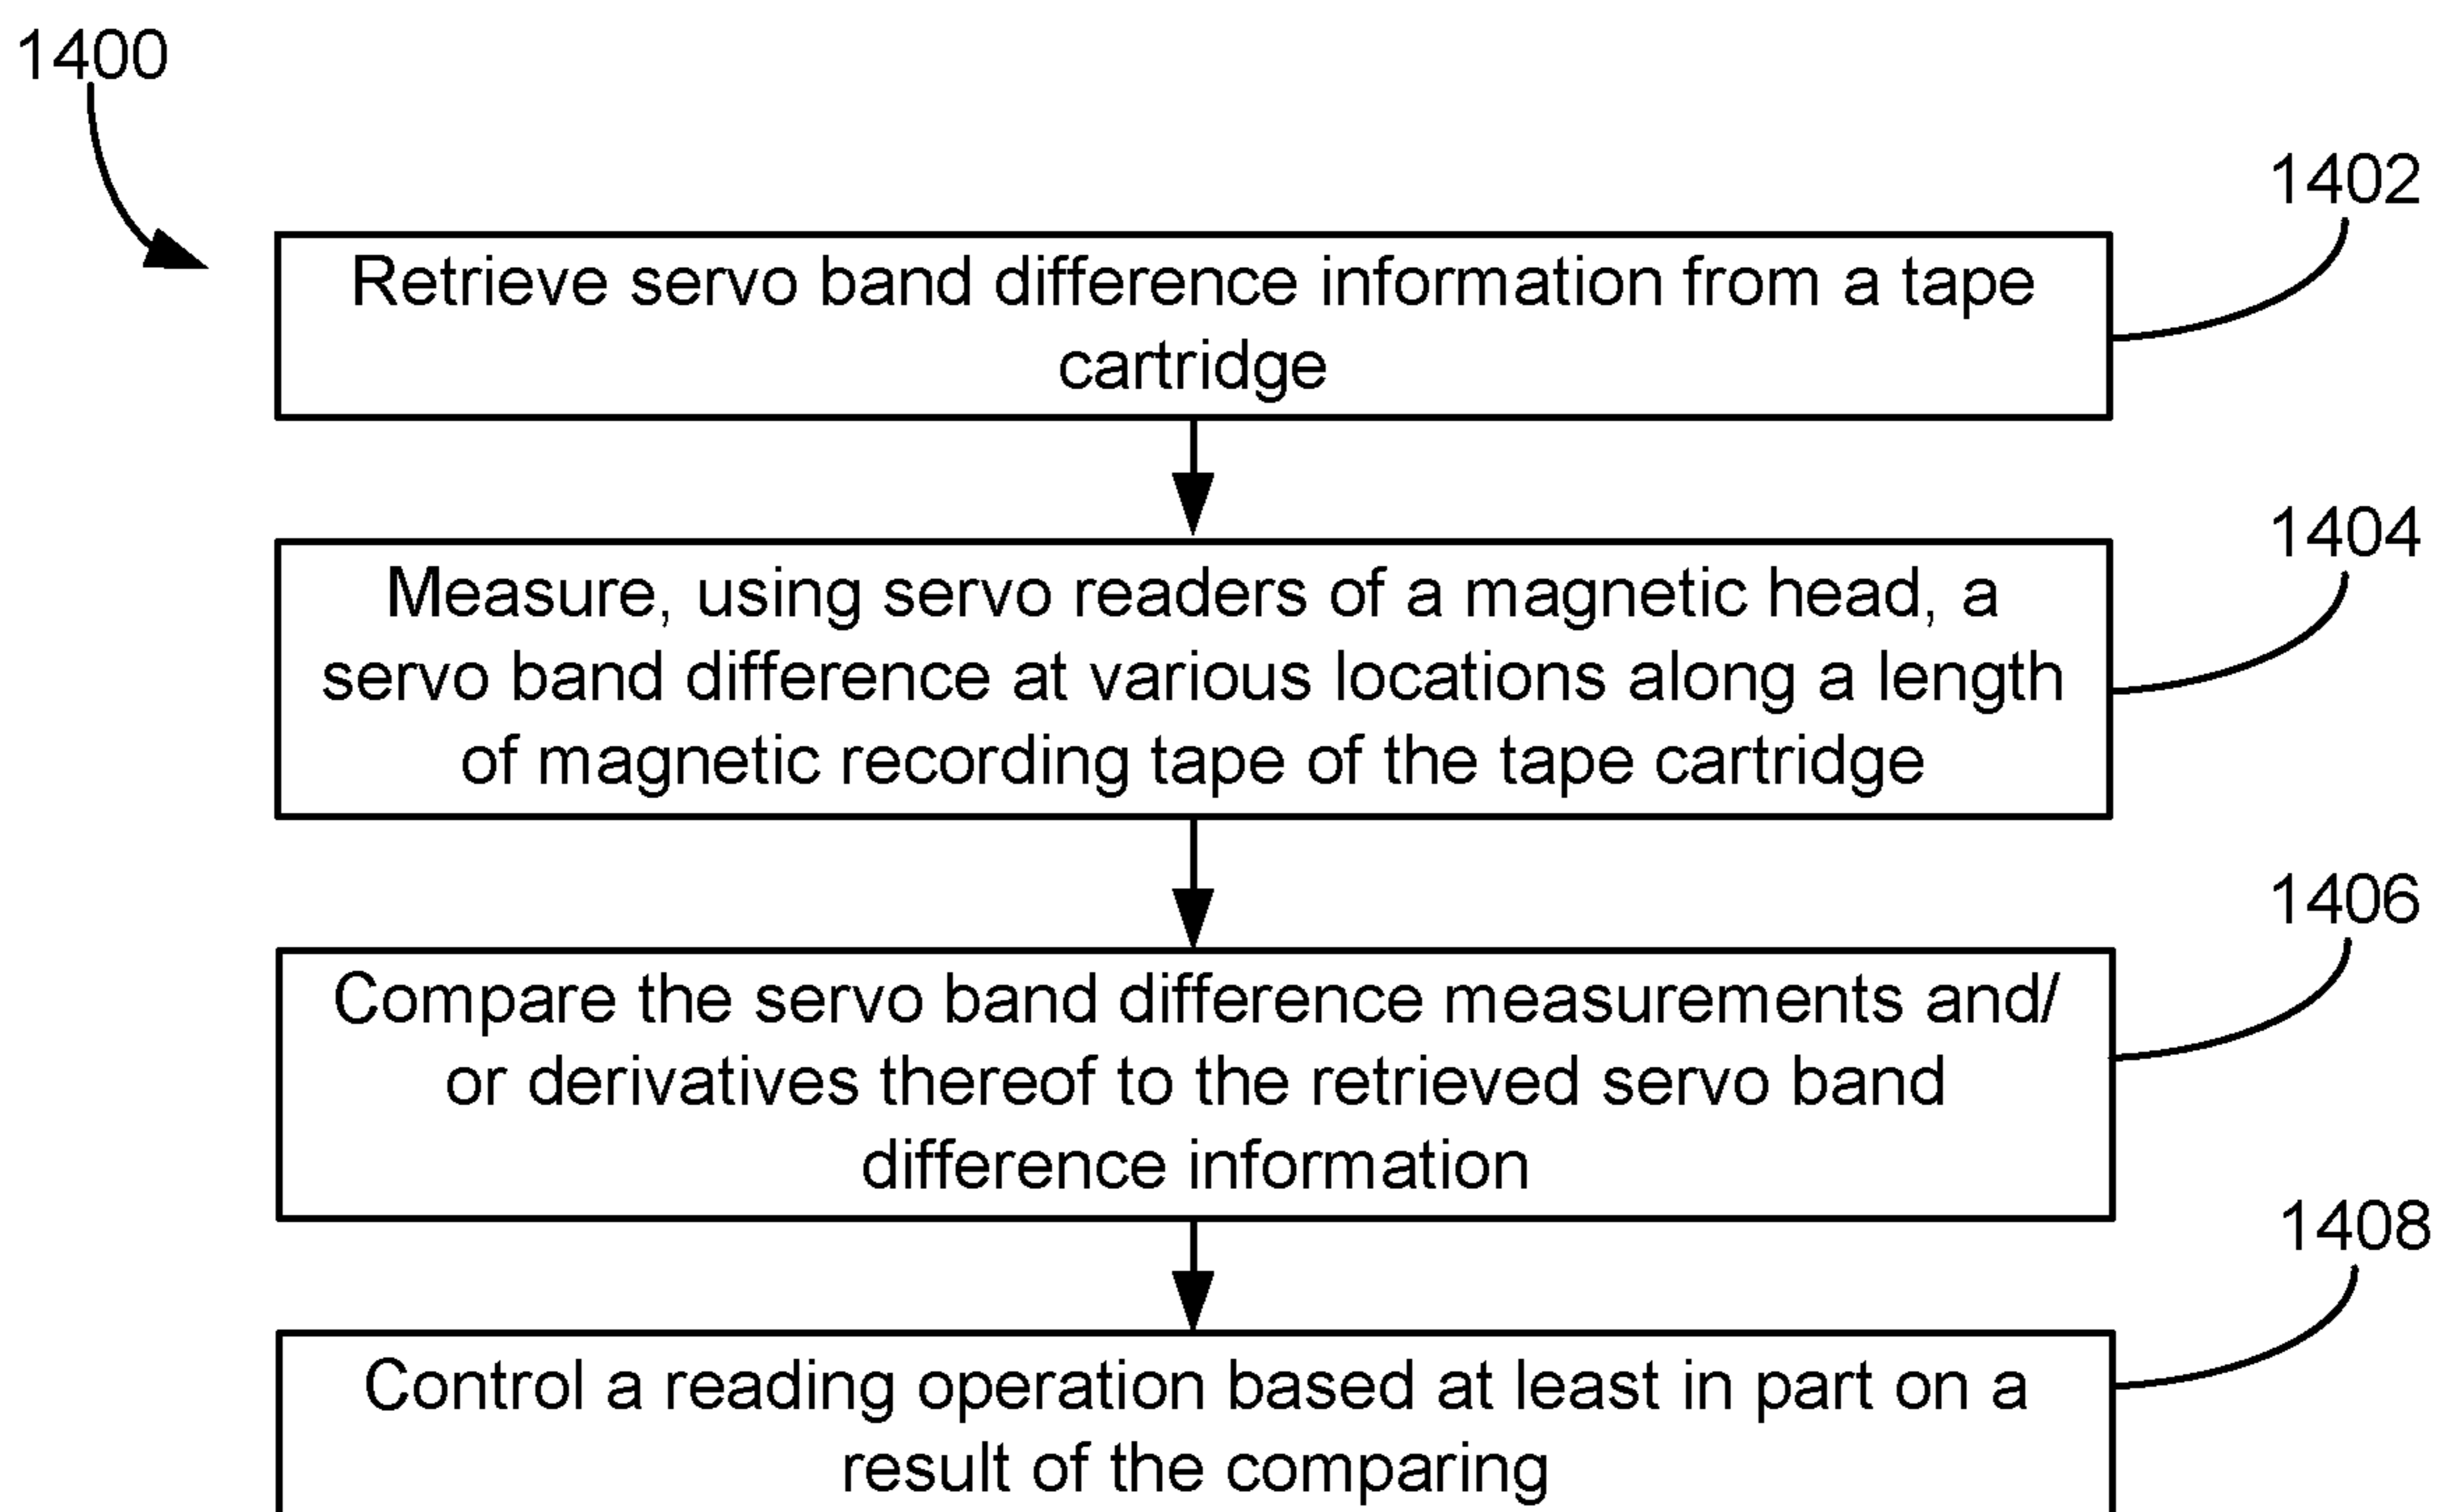 1400
1402
Retrieve servo band difference information from a tape
cartridge
1404
Measure, using servo readers of a magnetic head, a
servo band difference at various locations along a length
of magnetic recording tape of the tape cartridge
1406
Compare the servo band difference measurements and/
or derivatives thereof to the retrieved servo band
difference information
1408
Control a reading operation based at least in part on a
result of the comparing